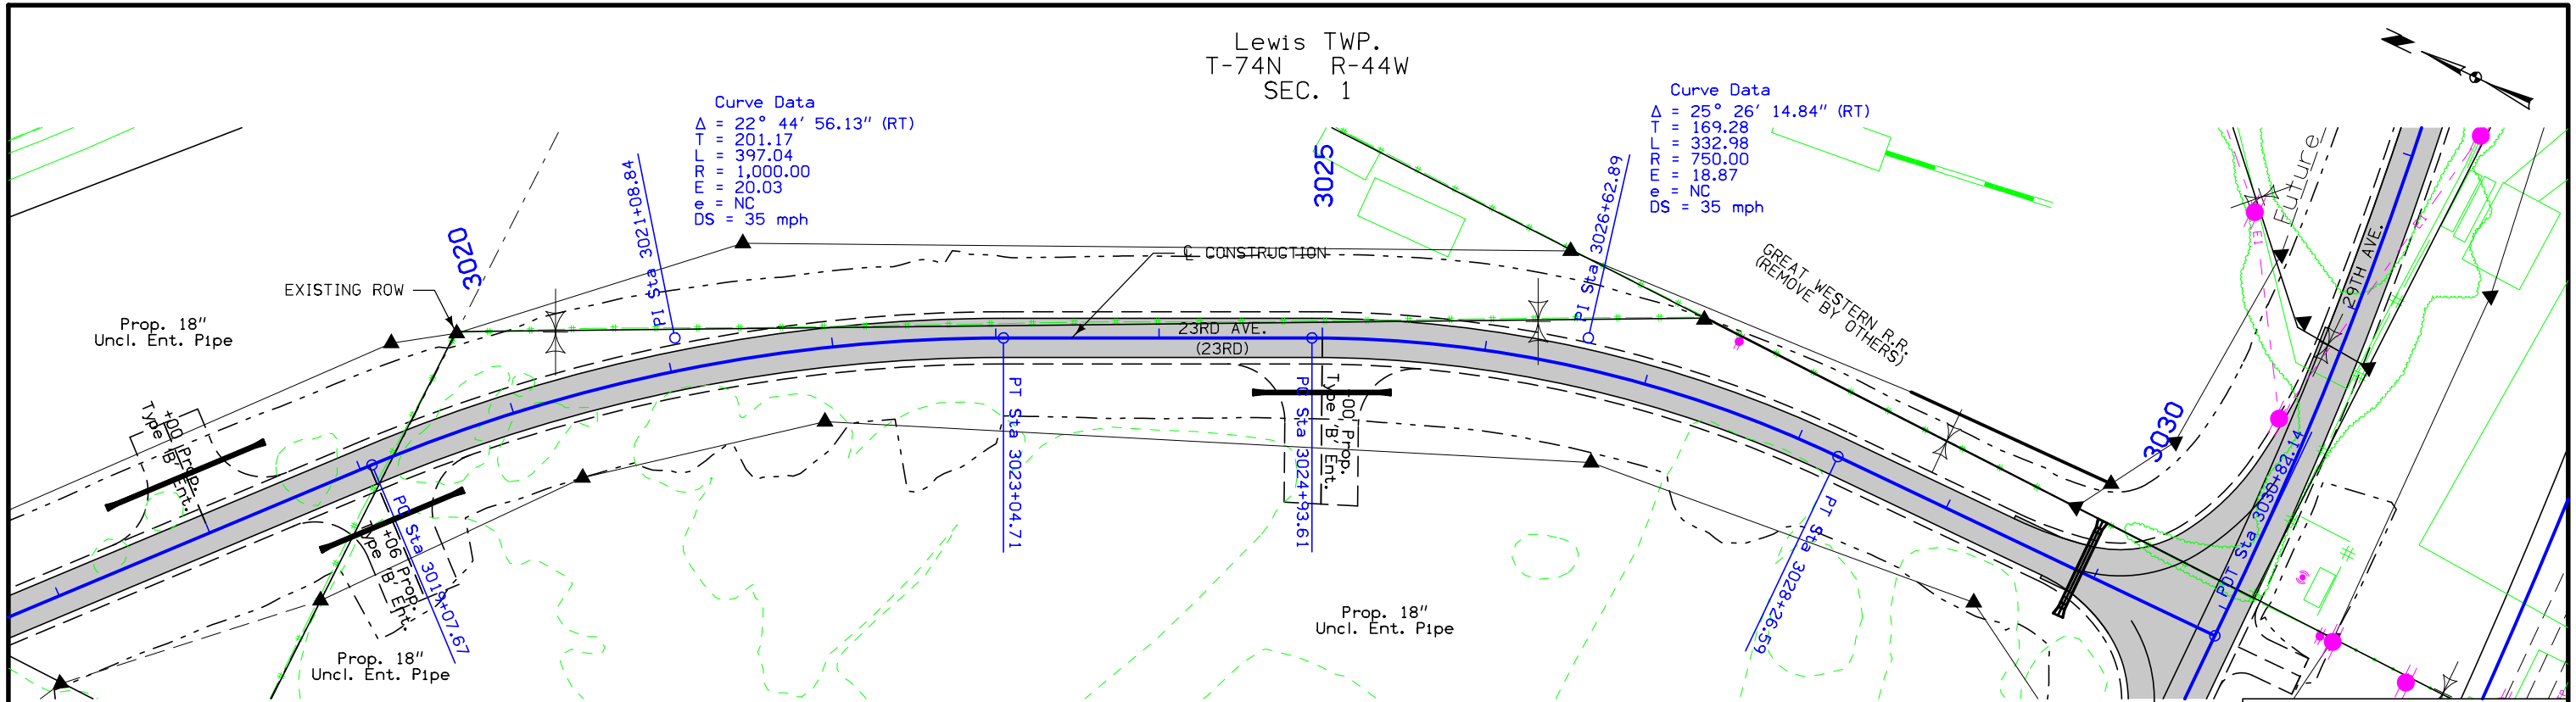 Lewis TWP.
T-74N R-44W
SEC. 1
Curve Data
Δ = 22° 44′ 56.13″ (RT)
T = 201.17
L = 397.04
R = 1,000.00
E = 20.03
e = NC
DS = 35 mph
Curve Data
Δ = 25° 26′ 14.84″ (RT)
T = 169.28
L = 332.98
R = 750.00
E = 18.87
e = NC
DS = 35 mph
3020
3025
3030
PI Sta 3021+08.84
PI Sta 3026+62.89
EXISTING ROW
℄ CONSTRUCTION
GREAT WESTERN R.R.
(REMOVE BY OTHERS)
Future
29TH AVE.
E1
23RD AVE.
(23RD)
Prop. 18"
Uncl. Ent. Pipe
+00 Prop.
Type 'B' Ent.
PC Sta 3019+07.67
+06 Prop.
Type 'B' Ent.
Prop. 18"
Uncl. Ent. Pipe
PT Sta 3023+04.71
PC Sta 3024+93.61
+00 Prop.
Type 'B' Ent.
Prop. 18"
Uncl. Ent. Pipe
PT Sta 3028+26.59
POT Sta 3030+82.14